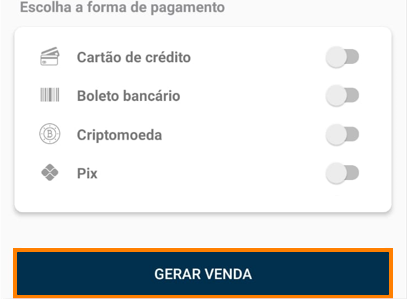 Escolha a forma de pagamento
Cartão de crédito
Boleto bancário
Criptomoeda
Pix
GERAR VENDA